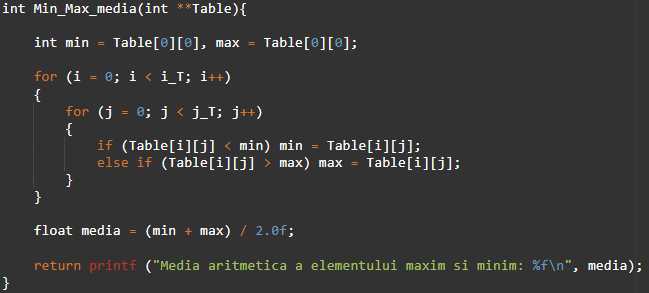 int Min_Max_media(int **Table){
int min = Table[0][0], max = Table[0][0];
for (i = 0; i < i_T; i++)
{
for (j = 0; j < j_T; j++)
{
if (Table[i][j] < min) min = Table[i][j];
else if (Table[i][j] > max) max = Table[i][j];
}
}
float media = (min + max) / 2.0f;
return printf ("Media aritmetica a elementului maxim si minim: %f\n", media);
}